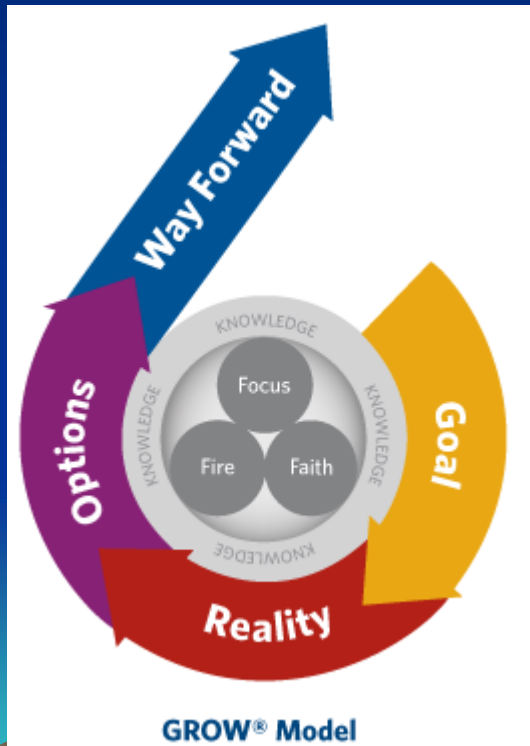 Way Forward
KNOWLEDGE
Focus
KNOWLEDGE
KNOWLEDGE
Options
Goal
Fire
Faith
KNOWLEDGE
Reality
GROW® Model